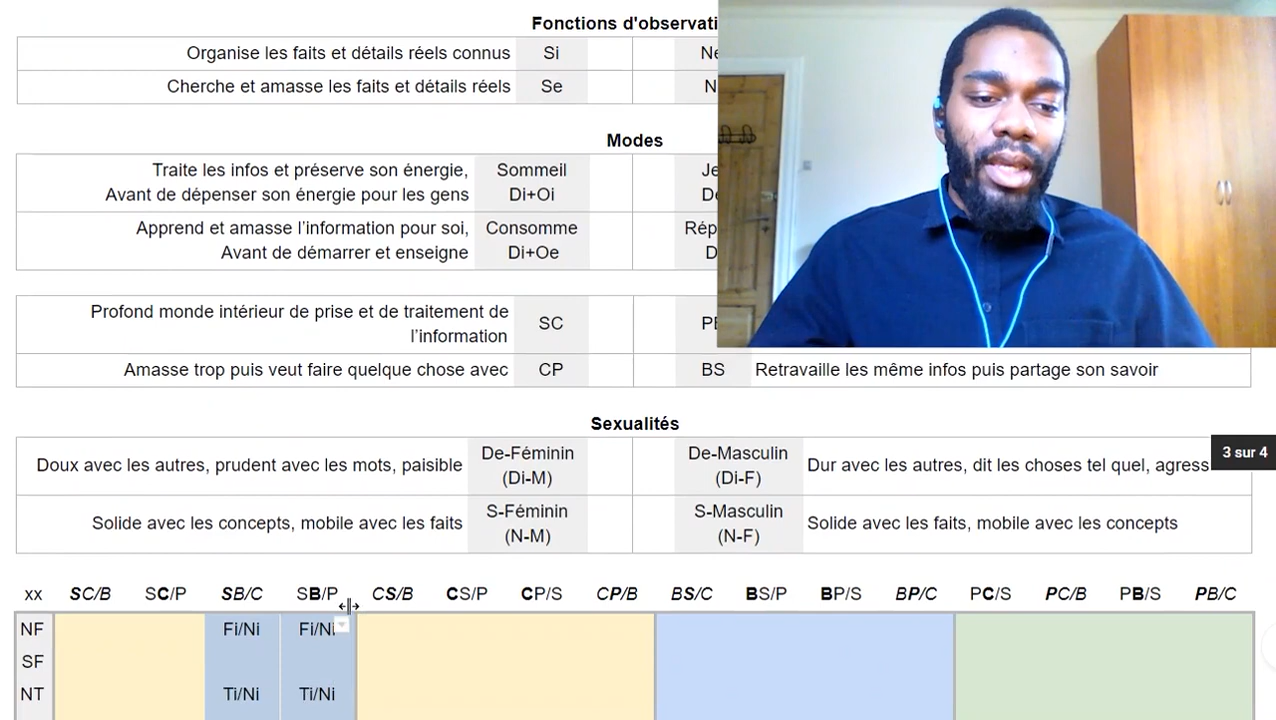 Fonctions d'observati
Organise les faits et détails réels connus Si Ne
Cherche et amasse les faits et détails réels Se N
Modes
Traite les infos et préserve son énergie, Sommeil Je
Avant de dépenser son énergie pour les gens Di+Oi De
Apprend et amasse l'information pour soi, Consomme Rép
Avant de démarrer et enseigne Di+Oe D
Profond monde intérieur de prise et de traitement de
l'information SC
Amasse trop puis veut faire quelque chose avec CP BS Retravaille les même infos puis partage son savoir
Sexualités
Doux avec les autres, prudent avec les mots, paisible De-Féminin (Di-M) De-Masculin (Di-F) Dur avec les autres, dit les choses tel quel, agress
3 sur 4
Solide avec les concepts, mobile avec les faits S-Féminin (N-M) S-Masculin (N-F) Solide avec les faits, mobile avec les concepts
xx SC/B SC/P SB/C SB/P CS/B CS/P CP/S CP/B BS/C BS/P BP/S BP/C PC/S PC/B PB/S PB/C
NF Fi/Ni Fi/Ni
SF
NT Ti/Ni Ti/Ni